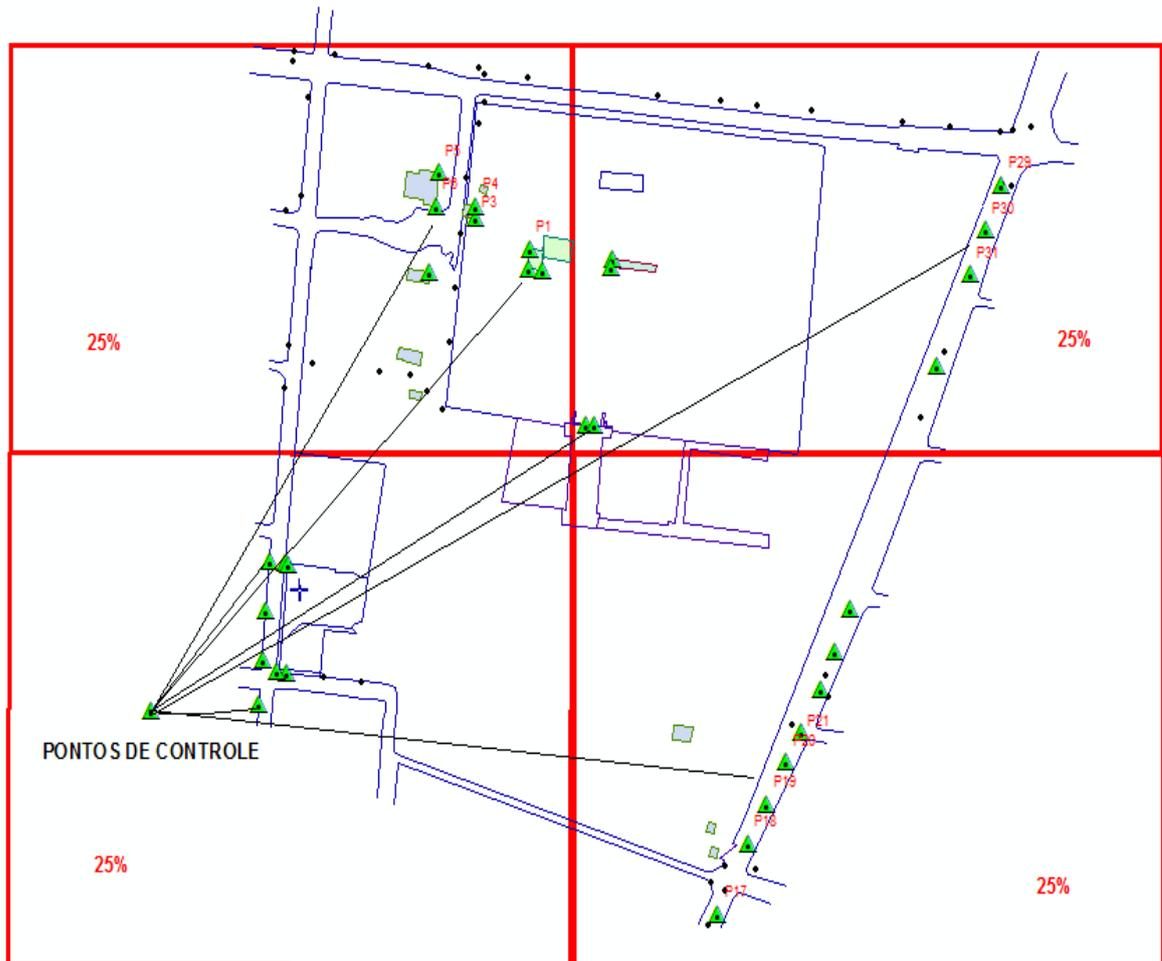 P5
P6
P4
P3
P1
P29
P30
P31
25%
25%
PONTOS DE CONTROLE
P21
P20
P19
P18
P17
25%
25%